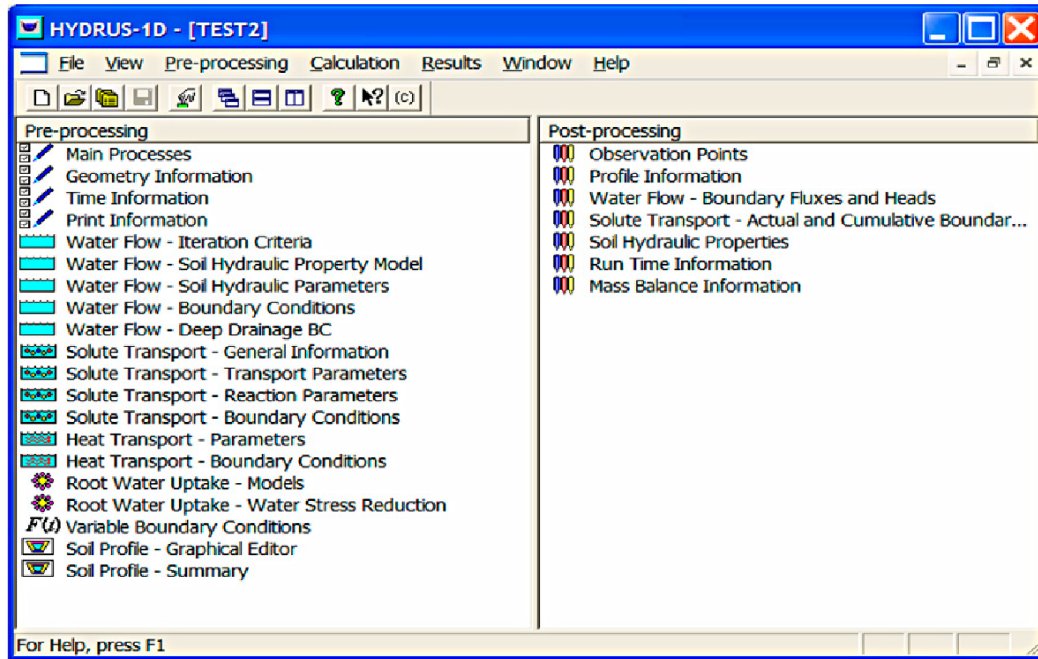 HYDRUS-1D - [TEST2]
File View Pre-processing Calculation Results Window Help
Pre-processing
Main Processes
Geometry Information
Time Information
Print Information
Water Flow - Iteration Criteria
Water Flow - Soil Hydraulic Property Model
Water Flow - Soil Hydraulic Parameters
Water Flow - Boundary Conditions
Water Flow - Deep Drainage BC
Solute Transport - General Information
Solute Transport - Transport Parameters
Solute Transport - Reaction Parameters
Solute Transport - Boundary Conditions
Heat Transport - Parameters
Heat Transport - Boundary Conditions
Root Water Uptake - Models
Root Water Uptake - Water Stress Reduction
F(t) Variable Boundary Conditions
Soil Profile - Graphical Editor
Soil Profile - Summary
Post-processing
Observation Points
Profile Information
Water Flow - Boundary Fluxes and Heads
Solute Transport - Actual and Cumulative Boundar...
Soil Hydraulic Properties
Run Time Information
Mass Balance Information
For Help, press F1